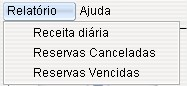 Relatório Ajuda
Receita diária
Reservas Canceladas
Reservas Vencidas